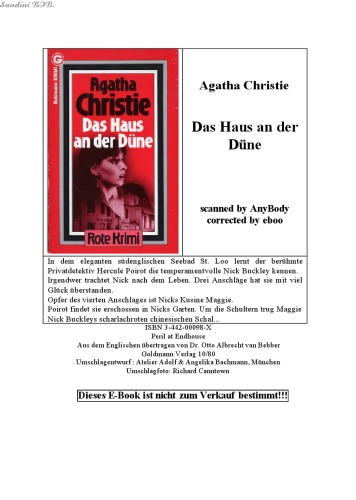 Sandini Bib.
Goldmann KRIMI
G
Agatha
Christie
Das Haus
an der Düne
Rote Krimi
Agatha Christie
Das Haus an der
Düne
scanned by AnyBody
corrected by eboo
In dem eleganten südenglischen Seebad St. Loo lernt der berühmte
Privatdetektiv Hercule Poirot die temperamentvolle Nick Buckley kennen.
Irgendwer trachtet Nick nach dem Leben. Drei Anschläge hat sie mit viel
Glück überstanden.
Opfer des vierten Anschlages ist Nicks Kusine Maggie.
Poirot findet sie erschossen in Nicks Garten. Um die Schultern trug Maggie
Nick Buckleys scharlachroten chinesischen Schal...
ISBN 3-442-00098-X
Peril at Endhouse
Aus dem Englischen übertragen von Dr. Otto Albrecht van Bebber
Goldmann Verlag 10/80
Umschlagentwurf : Atelier Adolf & Angelika Bachmann, München
Umschlagfoto: Richard Canntown
Dieses E-Book ist nicht zum Verkauf bestimmt!!!